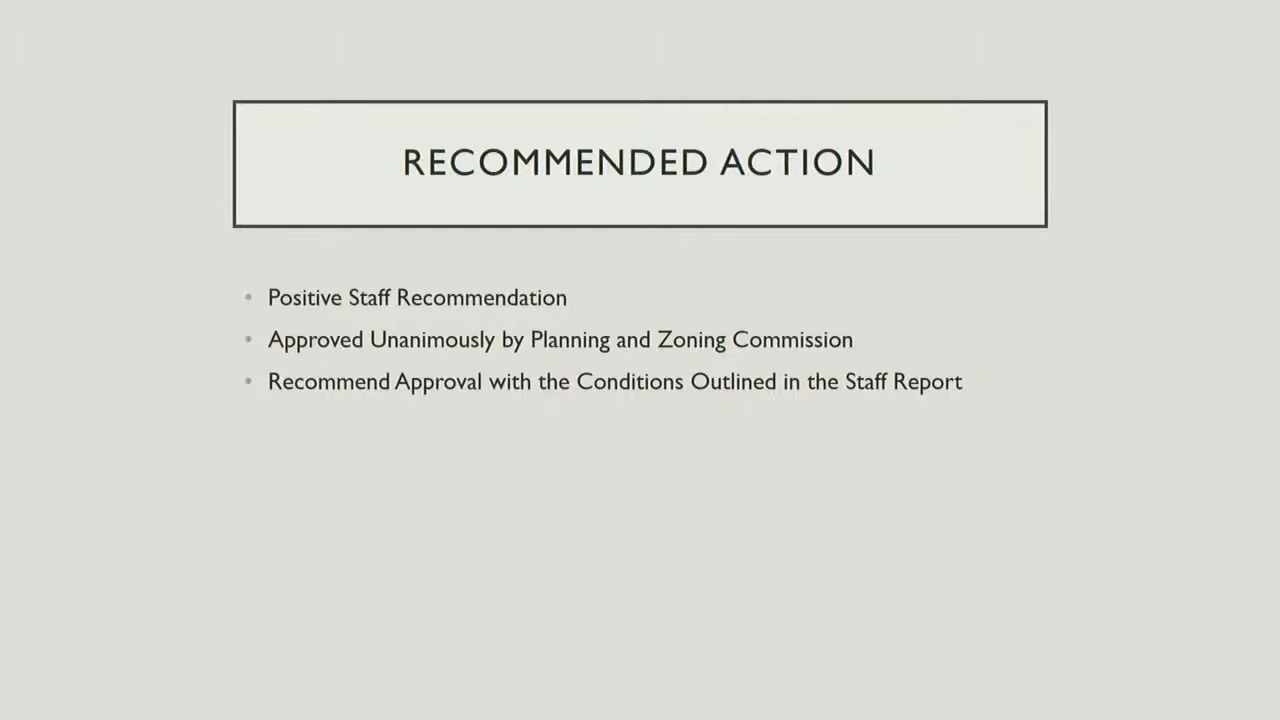 RECOMMENDED ACTION
• Positive Staff Recommendation
• Approved Unanimously by Planning and Zoning Commission
• Recommend Approval with the Conditions Outlined in the Staff Report